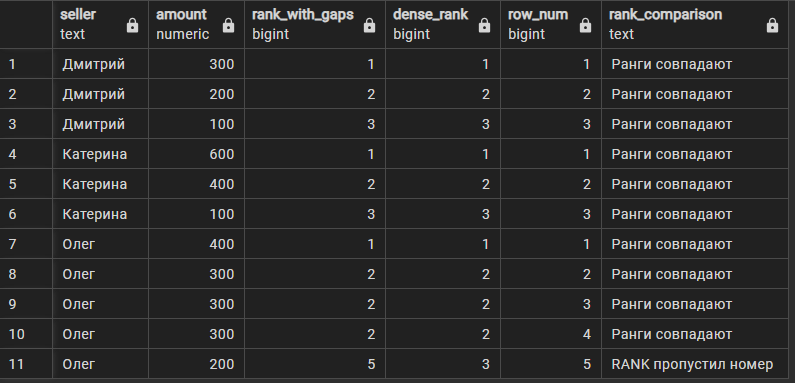 seller amount rank_with_gaps dense_rank row_num rank_comparison
text numeric bigint bigint bigint text
1 Дмитрий 300 1 1 1 Ранги совпадают
2 Дмитрий 200 2 2 2 Ранги совпадают
3 Дмитрий 100 3 3 3 Ранги совпадают
4 Катерина 600 1 1 1 Ранги совпадают
5 Катерина 400 2 2 2 Ранги совпадают
6 Катерина 100 3 3 3 Ранги совпадают
7 Олег 400 1 1 1 Ранги совпадают
8 Олег 300 2 2 2 Ранги совпадают
9 Олег 300 2 2 3 Ранги совпадают
10 Олег 300 2 2 4 Ранги совпадают
11 Олег 200 5 3 5 RANK пропустил номер